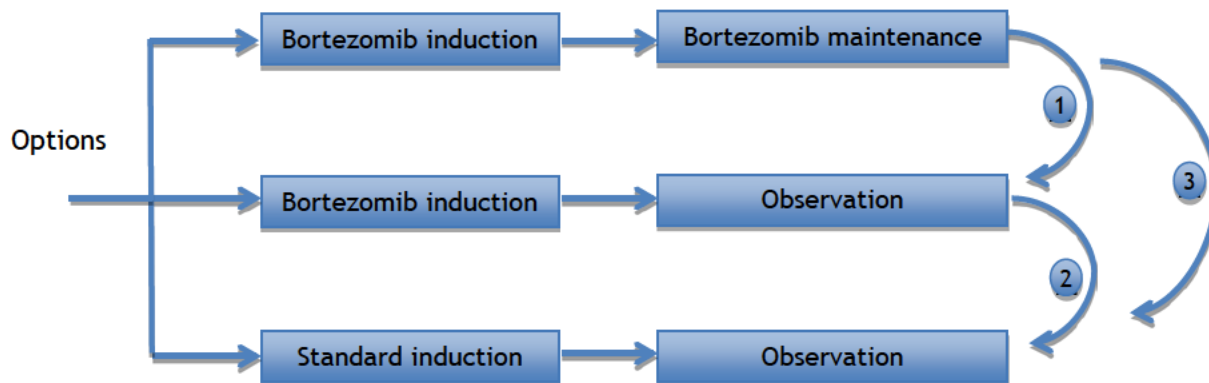 Bortezomib induction
Bortezomib maintenance
1
Options
3
Bortezomib induction
Observation
2
Standard induction
Observation